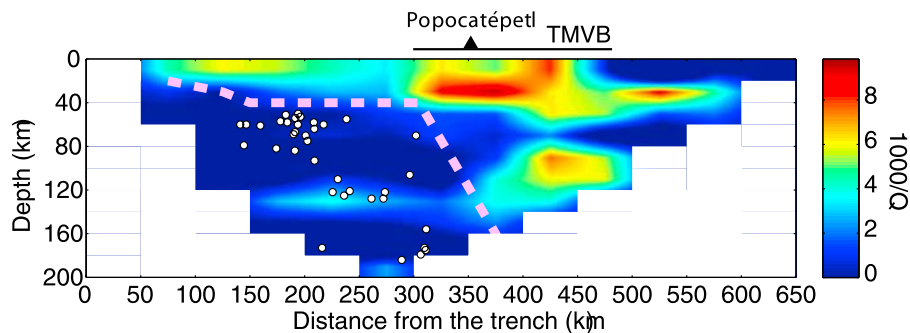 Popocatépetl
TMVB
0
40
80
120
160
200
Depth (km)
0 50 100 150 200 250 300 350 400 450 500 550 600 650
Distance from the trench (km)
8
6
4
2
0
1000/Q